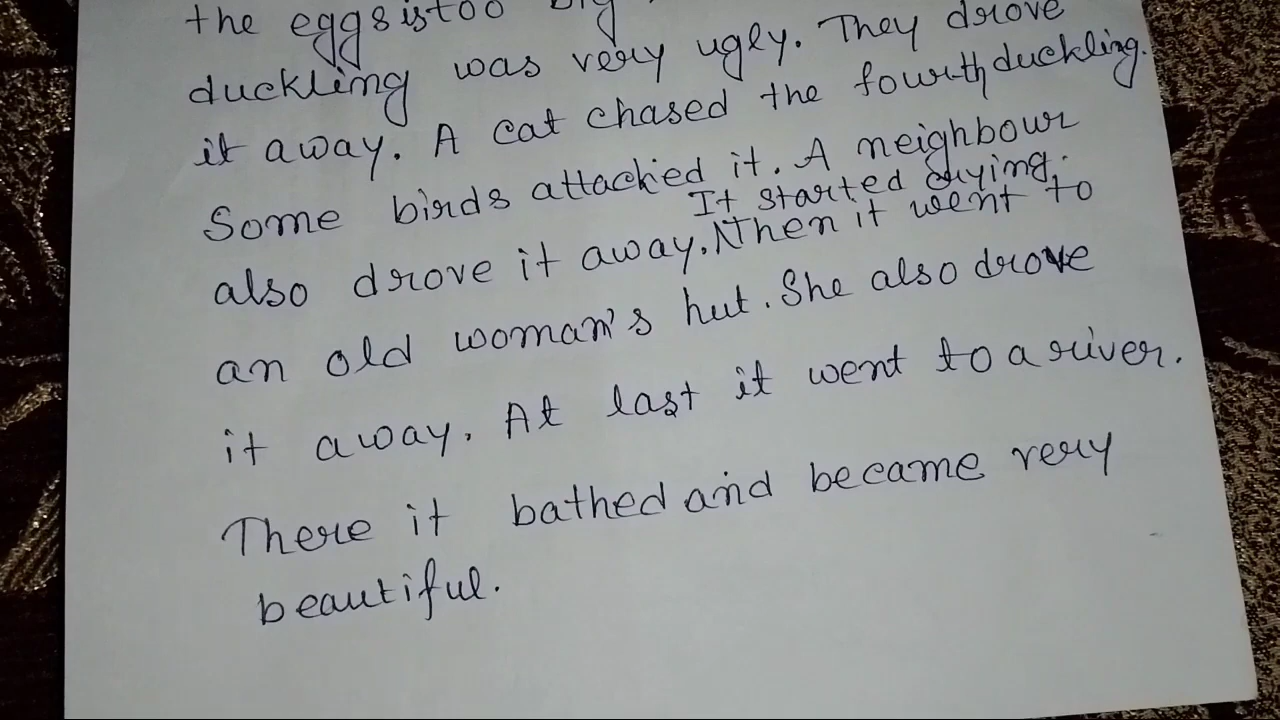 the eggs is too big
duckling was very ugly. They drove
it away. A cat chased the fourth duckling.
Some birds attacked it. A neighbour
It started crying.
also drove it away. Then it went to
an old woman's hut. She also drove
it away. At last it went to a river.
There it bathed and became very
beautiful.